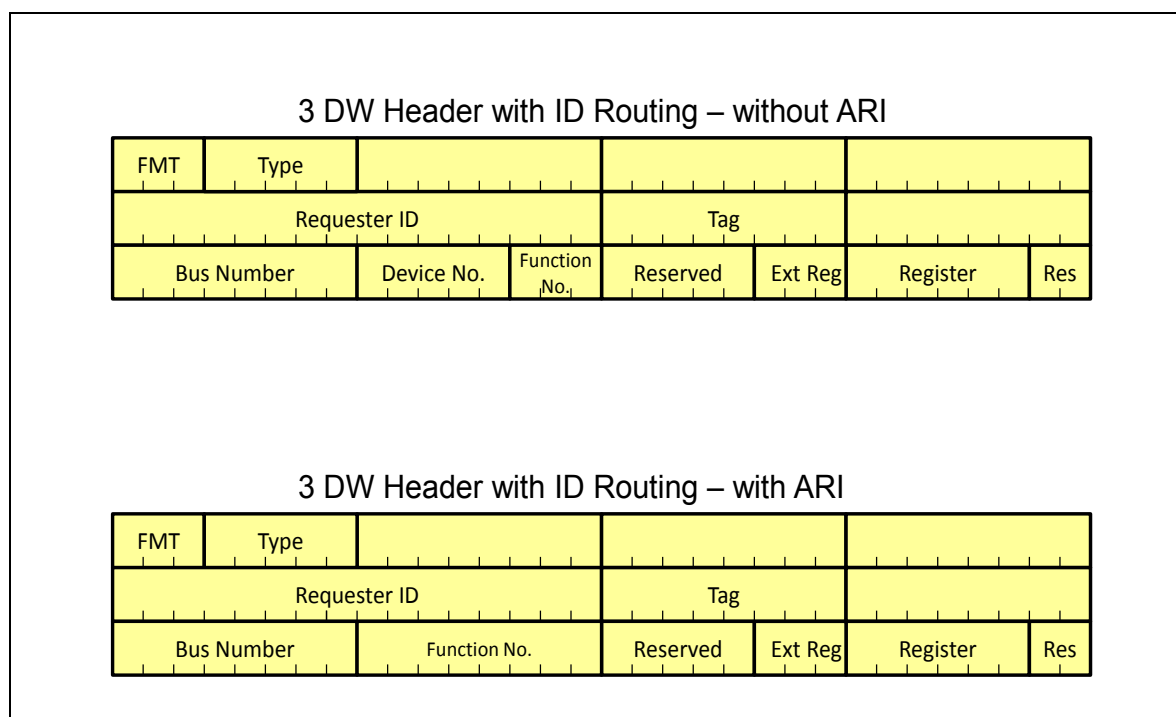 3 DW Header with ID Routing – without ARI
FMT Type
Requester ID Tag
Bus Number Device No. Function No. Reserved Ext Reg Register Res
3 DW Header with ID Routing – with ARI
FMT Type
Requester ID Tag
Bus Number Function No. Reserved Ext Reg Register Res